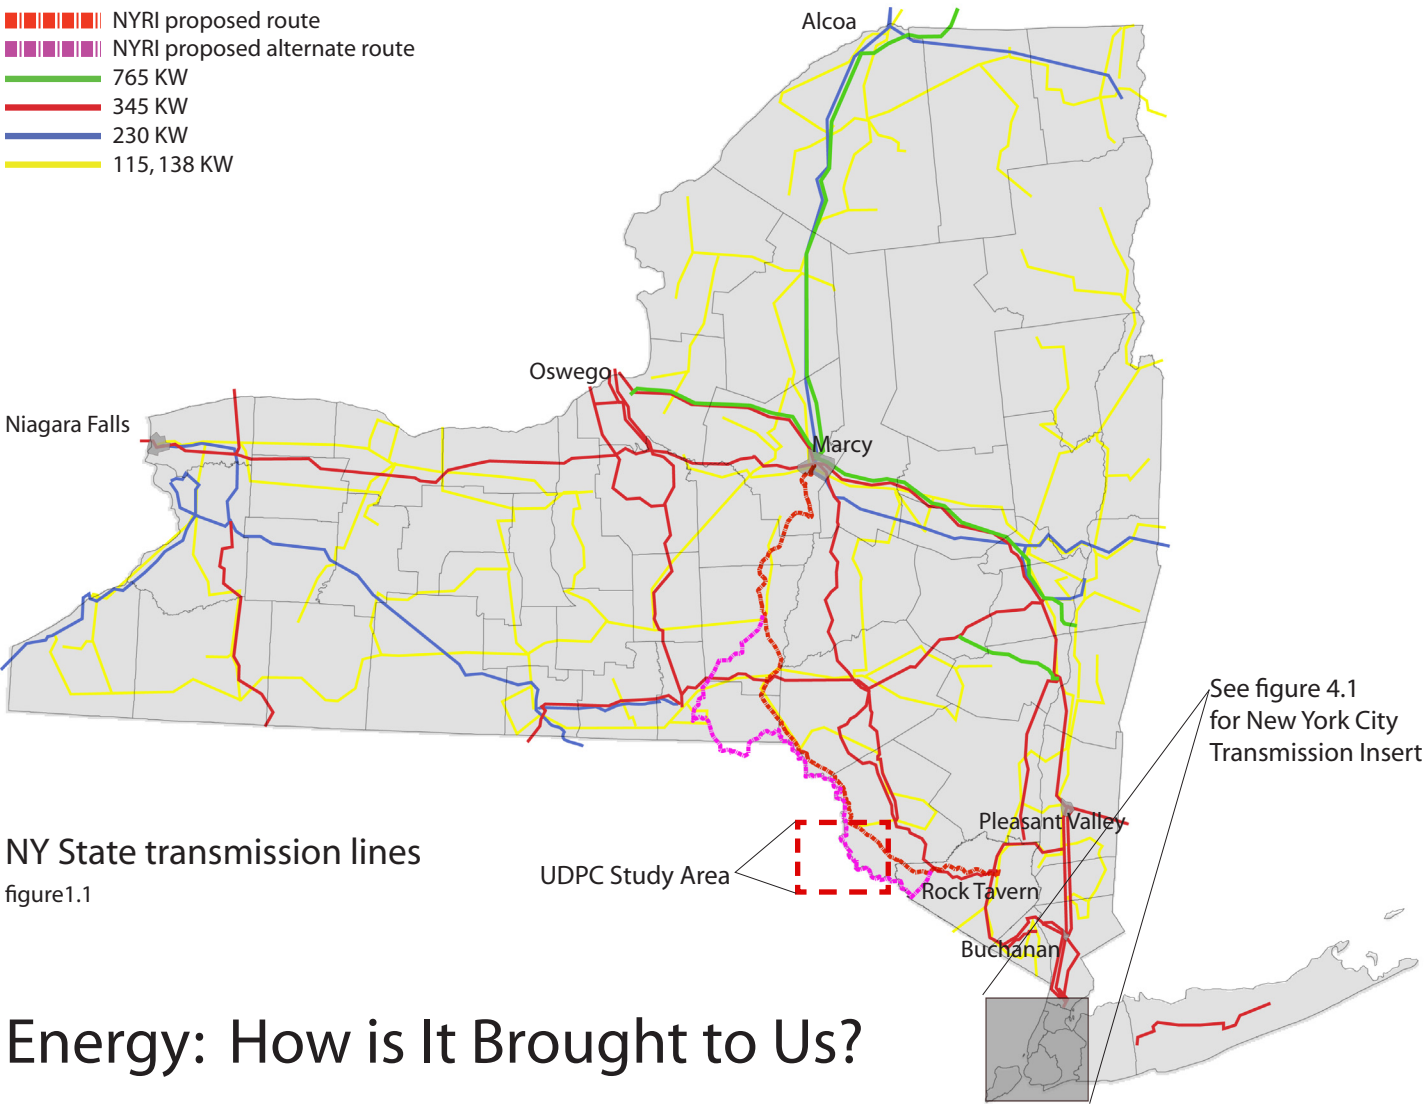 NYRI proposed route
NYRI proposed alternate route
765 KW
345 KW
230 KW
115,138 KW
Alcoa
Oswego
Niagara Falls
Marcy
See figure 4.1
for New York City
Transmission Insert
Pleasant Valley
NY State transmission lines
figure1.1
UDPC Study Area
Rock Tavern
Buchanan
Energy: How is It Brought to Us?